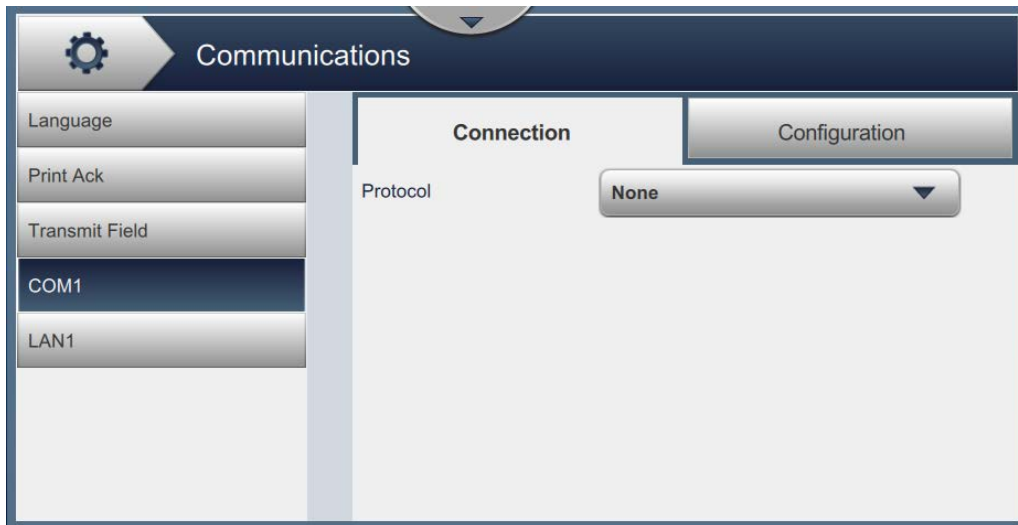 Communications
Language
Print Ack
Transmit Field
COM1
LAN1
Connection
Configuration
Protocol
None